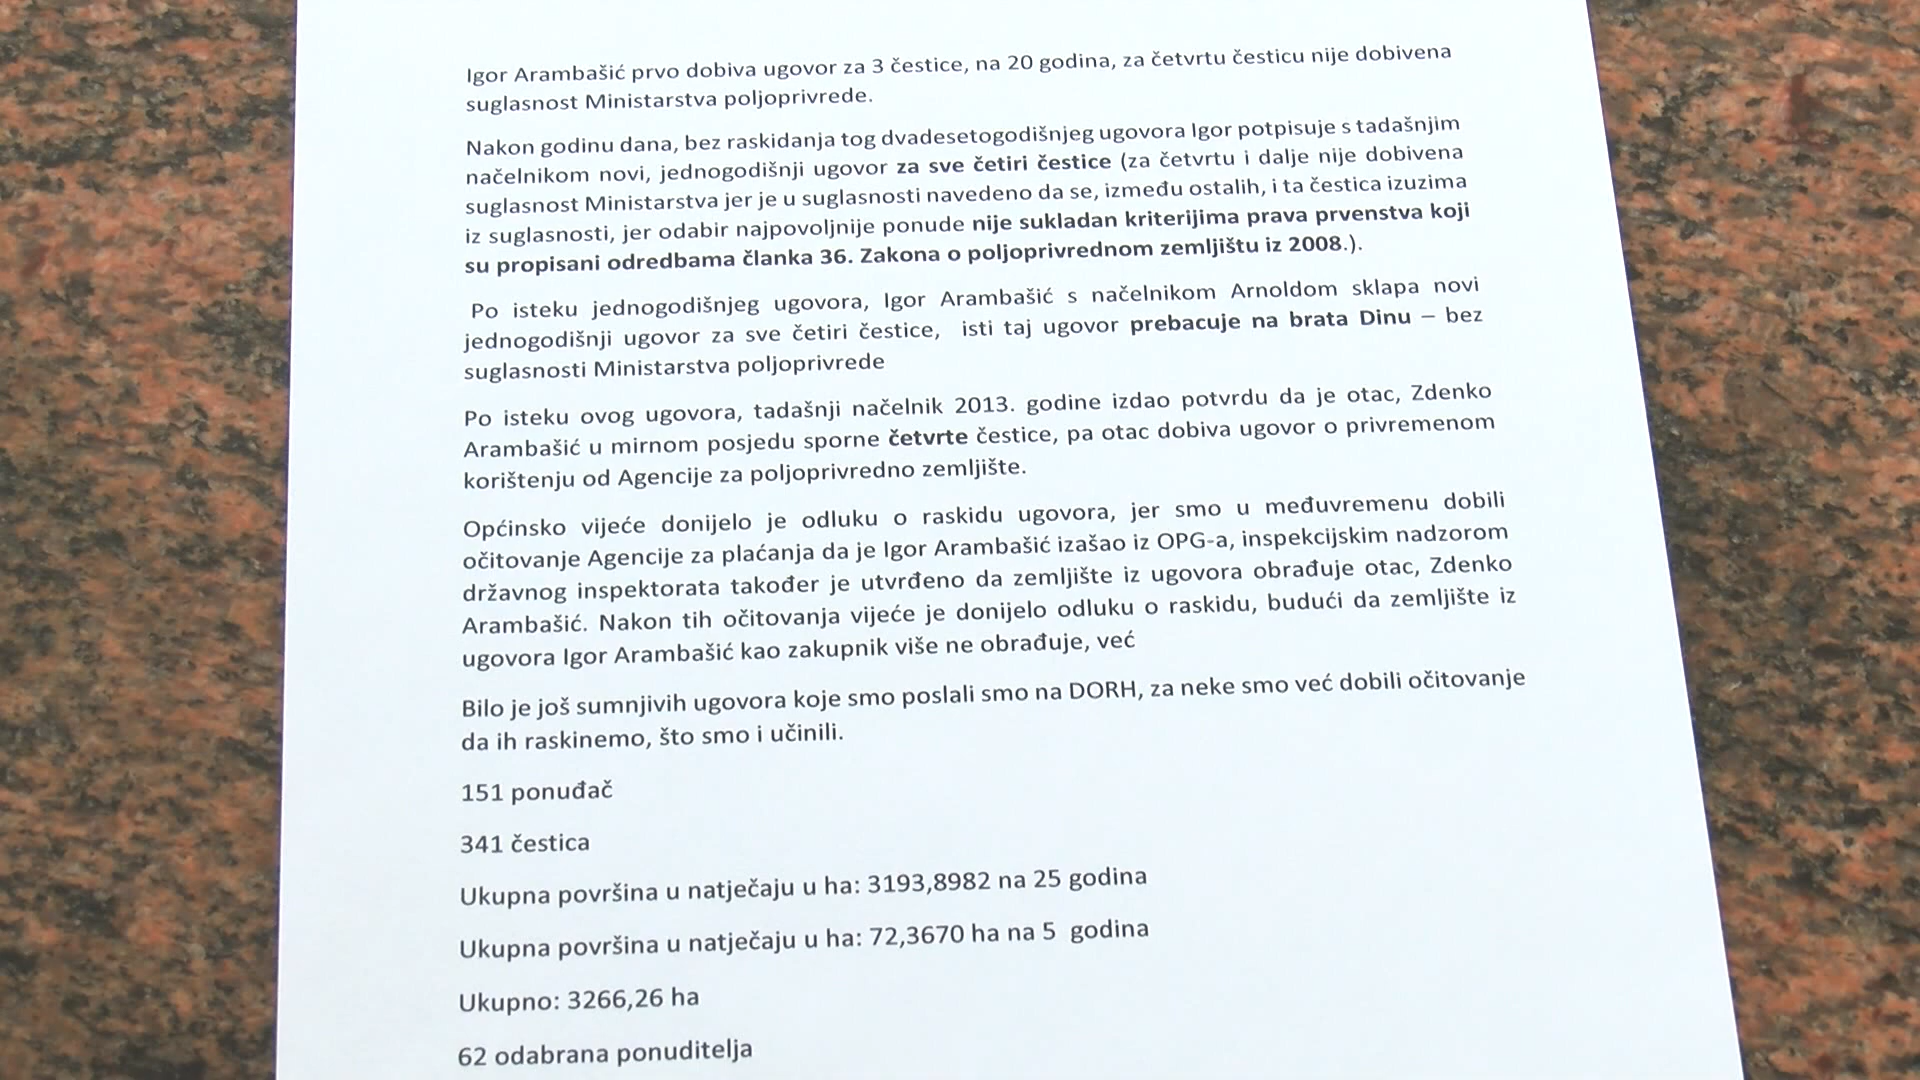 Igor Arambašić prvo dobiva ugovor za 3 čestice, na 20 godina, za četvrtu česticu nije dobivena
suglasnost Ministarstva poljoprivrede.
Nakon godinu dana, bez raskidanja tog dvadesetogodišnjeg ugovora Igor potpisuje s tadašnjim
načelnikom novi, jednogodišnji ugovor za sve četiri čestice (za četvrtu i dalje nije dobivena
suglasnost Ministarstva jer je u suglasnosti navedeno da se, između ostalih, i ta čestica izuzima
iz suglasnosti, jer odabir najpovoljnije ponude nije sukladan kriterijima prava prvenstva koji
su propisani odredbama članka 36. Zakona o poljoprivrednom zemljištu iz 2008.).
Po isteku jednogodišnjeg ugovora, Igor Arambašić s načelnikom Arnoldom sklapa novi
jednogodišnji ugovor za sve četiri čestice, isti taj ugovor prebacuje na brata Dinu – bez
suglasnosti Ministarstva poljoprivrede
Po isteku ovog ugovora, tadašnji načelnik 2013. godine izdao potvrdu da je otac, Zdenko
Arambašić u mirnom posjedu sporne četvrte čestice, pa otac dobiva ugovor o privremenom
korištenju od Agencije za poljoprivredno zemljište.
Općinsko vijeće donijelo je odluku o raskidu ugovora, jer smo u međuvremenu dobili
očitovanje Agencije za plaćanja da je Igor Arambašić izašao iz OPG-a, inspekcijskim nadzorom
državnog inspektorata također je utvrđeno da zemljište iz ugovora obrađuje otac, Zdenko
Arambašić. Nakon tih očitovanja vijeće je donijelo odluku o raskidu, budući da zemljište iz
ugovora Igor Arambašić kao zakupnik više ne obrađuje, već
Bilo je još sumnjivih ugovora koje smo poslali smo na DORH, za neke smo već dobili očitovanje
da ih raskinemo, što smo i učinili.
151 ponuđač
341 čestica
Ukupna površina u natječaju u ha: 3193,8982 na 25 godina
Ukupna površina u natječaju u ha: 72,3670 ha na 5 godina
Ukupno: 3266,26 ha
62 odabrana ponuditelja